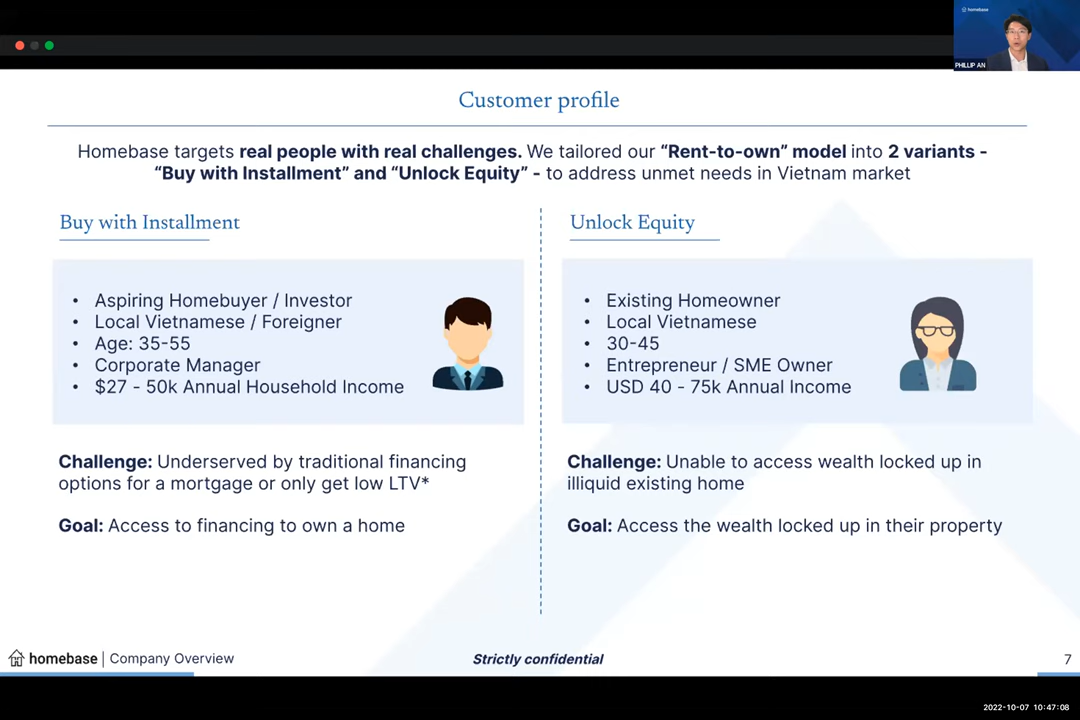 homebase
PHILLIP AN
Customer profile
Homebase targets real people with real challenges. We tailored our “Rent-to-own” model into 2 variants -
“Buy with Installment” and “Unlock Equity” - to address unmet needs in Vietnam market
Buy with Installment
• Aspiring Homebuyer / Investor
• Local Vietnamese / Foreigner
• Age: 35-55
• Corporate Manager
• $27 - 50k Annual Household Income
Challenge: Underserved by traditional financing
options for a mortgage or only get low LTV*
Goal: Access to financing to own a home
Unlock Equity
• Existing Homeowner
• Local Vietnamese
• 30-45
• Entrepreneur / SME Owner
• USD 40 - 75k Annual Income
Challenge: Unable to access wealth locked up in
illiquid existing home
Goal: Access the wealth locked up in their property
homebase | Company Overview
Strictly confidential
7
2022-10-07 10:47:08